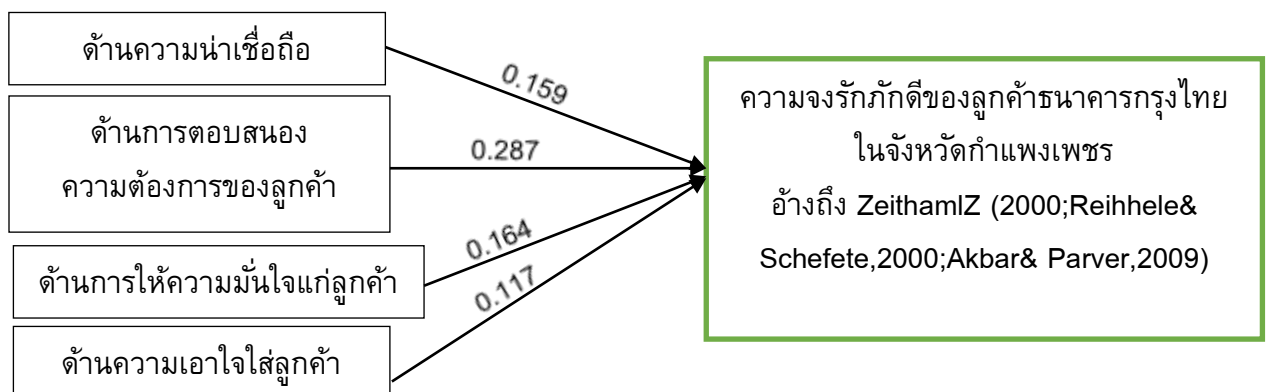 ด้านความน่าเชื่อถือ
0.159
ด้านการตอบสนอง
ความต้องการของลูกค้า
0.287
ด้านการให้ความมั่นใจแก่ลูกค้า
0.164
ด้านความเอาใจใส่ลูกค้า
0.117
ความจงรักภักดีของลูกค้าธนาคารกรุงไทย
ในจังหวัดกำแพงเพชร
อ้างถึง ZeithamlZ (2000;Reihhele&
Schefete,2000;Akbar& Parver,2009)